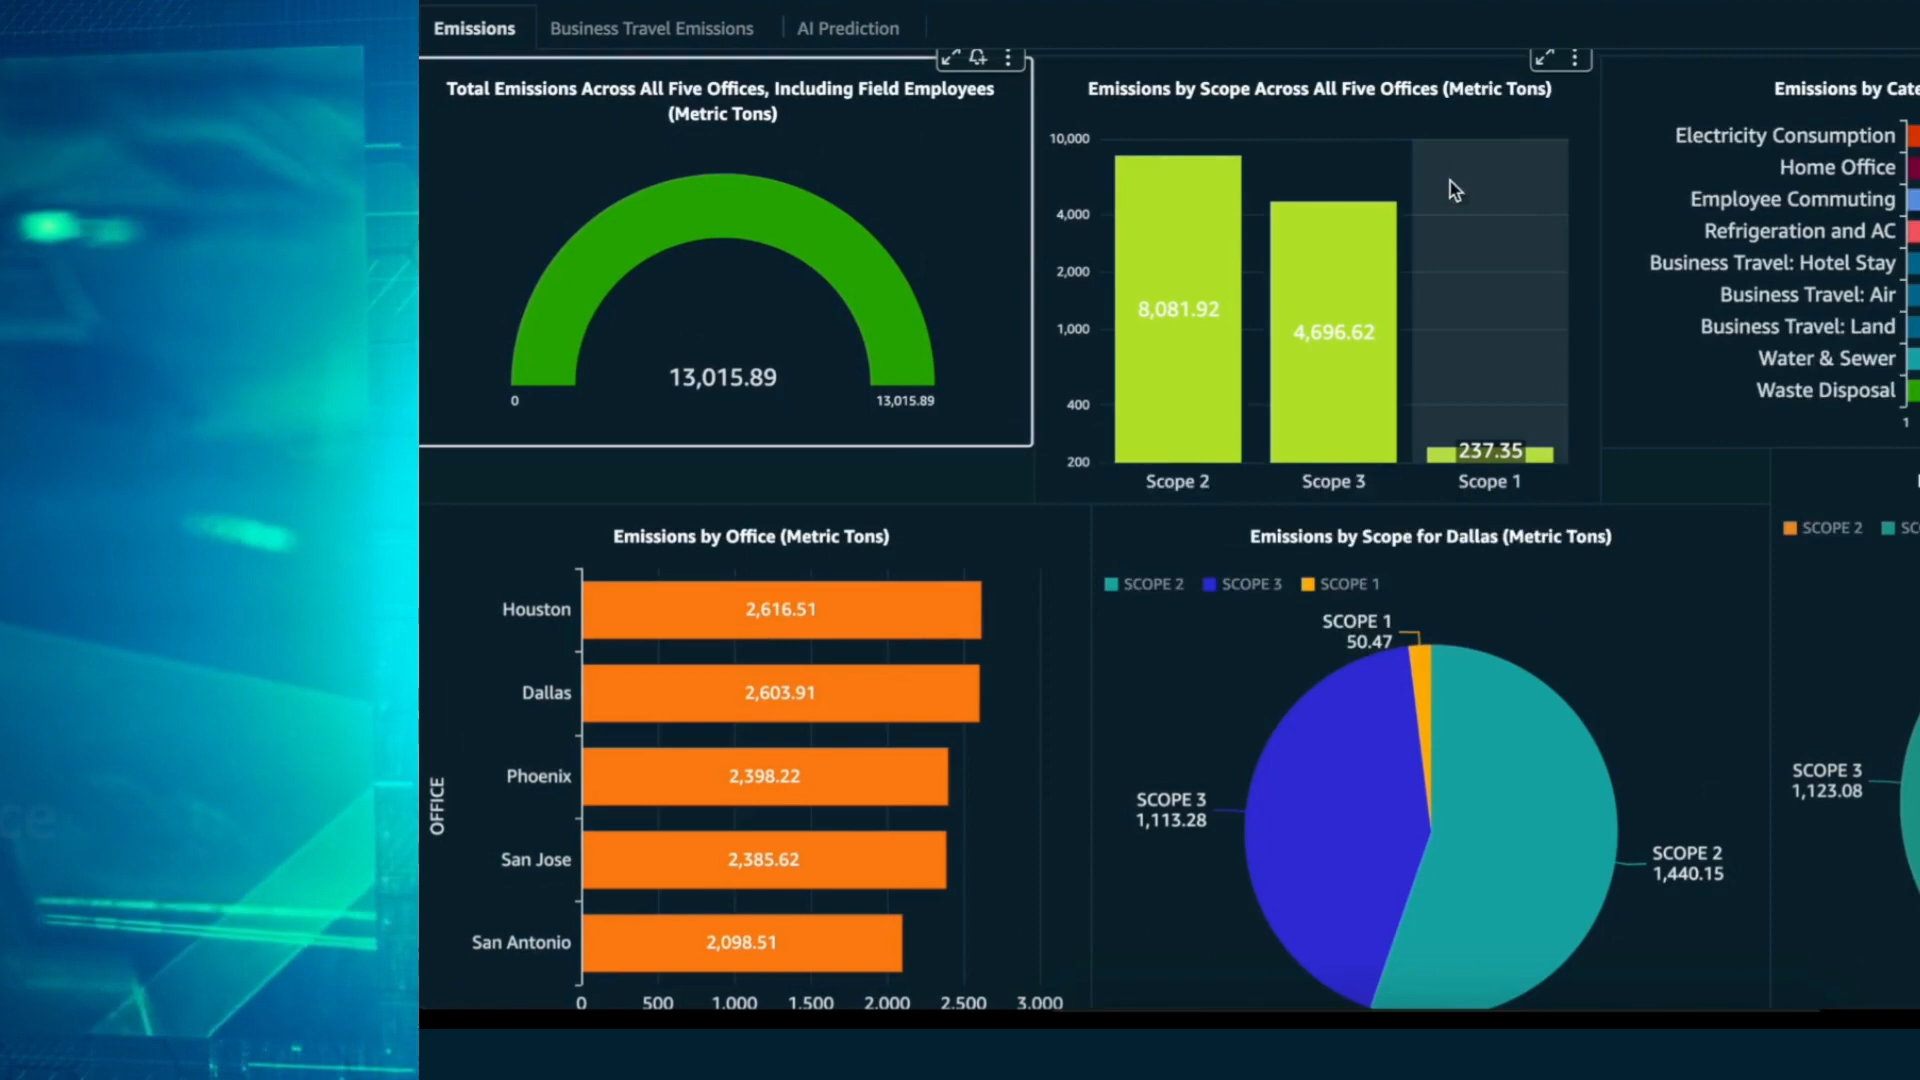 Emissions
Business Travel Emissions
AI Prediction
Total Emissions Across All Five Offices, Including Field Employees
(Metric Tons)
13,015.89
0
13,015.89
Emissions by Scope Across All Five Offices (Metric Tons)
10,000
4,000
2,000
1,000
400
200
8,081.92
4,696.62
237.35
Scope 2
Scope 3
Scope 1
Emissions by Cate
Electricity Consumption
Home Office
Employee Commuting
Refrigeration and AC
Business Travel: Hotel Stay
Business Travel: Air
Business Travel: Land
Water & Sewer
Waste Disposal
1
Emissions by Office (Metric Tons)
OFFICE
Houston
2,616.51
Dallas
2,603.91
Phoenix
2,398.22
San Jose
2,385.62
San Antonio
2,098.51
0
500
1,000
1,500
2,000
2,500
3,000
Emissions by Scope for Dallas (Metric Tons)
SCOPE 2
SCOPE 3
SCOPE 1
SCOPE 1
50.47
SCOPE 3
1,113.28
SCOPE 2
1,440.15
SCOPE 2
SC
SCOPE 3
1,123.08